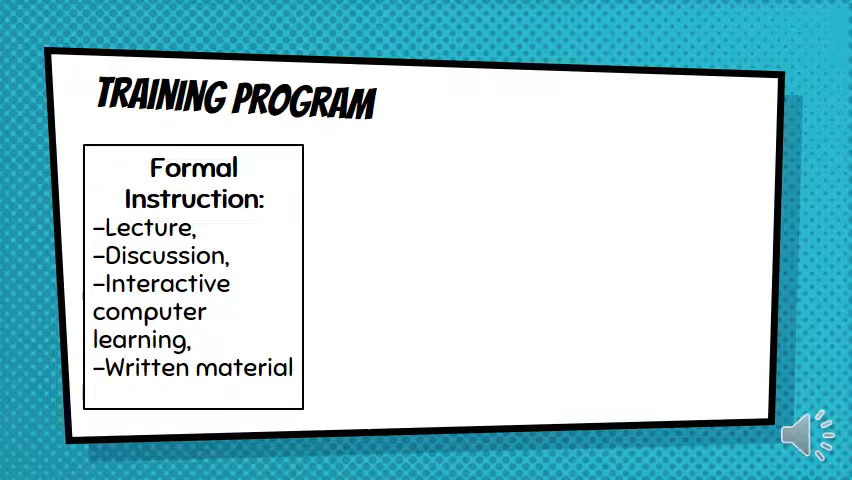 TRAINING PROGRAM
Formal
Instruction:
-Lecture,
-Discussion,
-Interactive
computer
learning,
-Written material